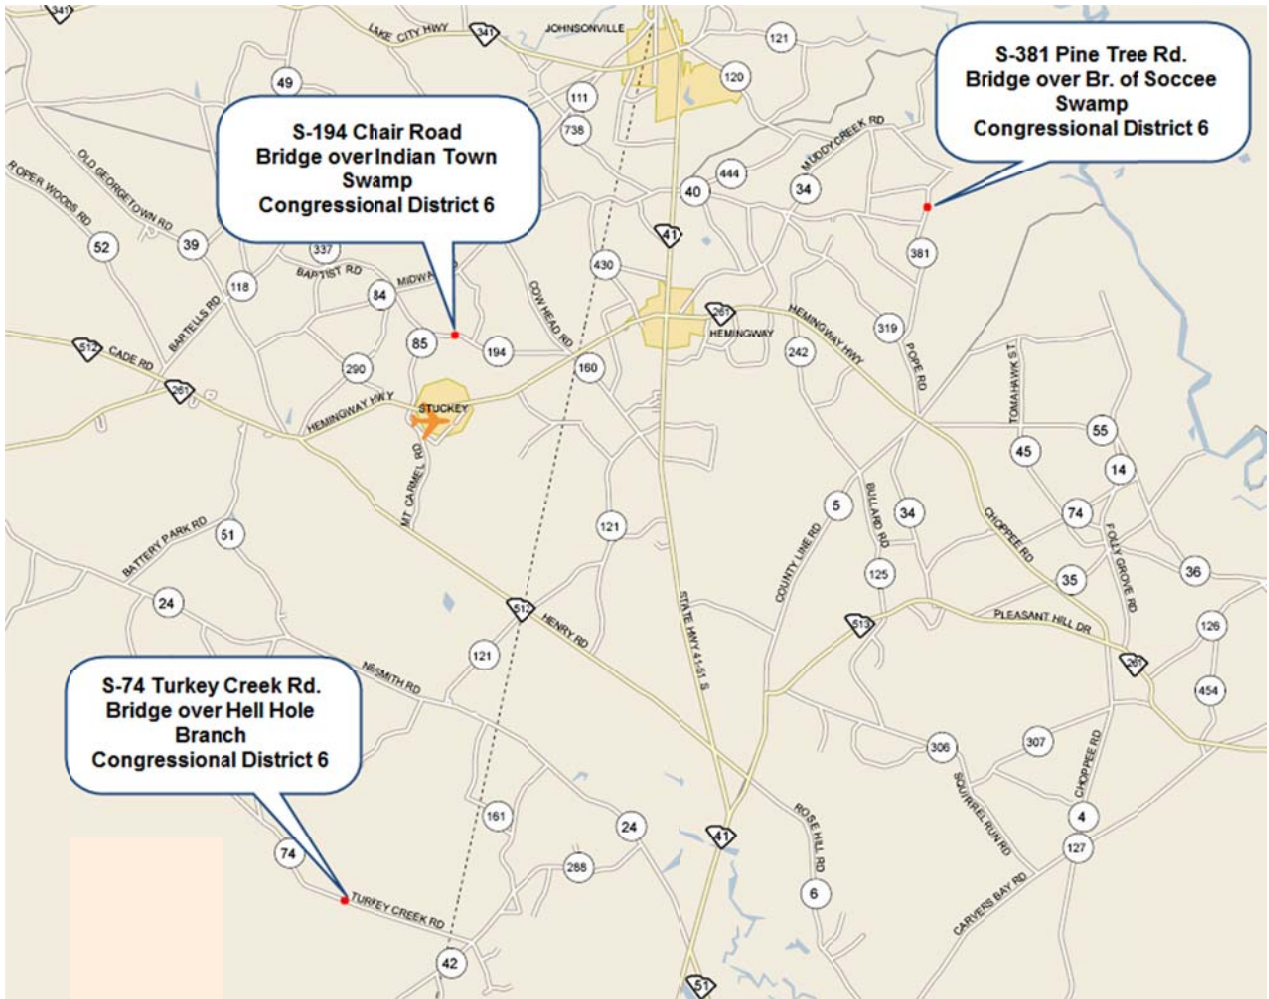 341
LAKE CITY HWY
341
JOHNSONVILLE
121
S-381 Pine Tree Rd.
Bridge over Br. of Soccee
Swamp
Congressional District 6
49
120
111
738
S-194 Chair Road
Bridge over Indian Town
Swamp
Congressional District 6
MUDDYCREEK RD
OLD GEORGETOWN RD
ROPER WOODS RD
444
40
34
52
39
337
41
381
BAPTIST RD
430
118
84
COW HEAD RD
BARTELLS RD
261
HEMINGWAY
HEMINGWAY HWY
319
512
CADE RD
85
194
242
POPE RD
TOMAHAWK ST
290
160
261
HEMINGWAY HWY
STUCKEY
55
45
14
MT CARMEL RD
5
BULLARD RD
34
74
CHOPPEE RD
FOLLY GROVE RD
BATTERY PARK RD
51
121
COUNTY LINE RD
125
35
36
24
512
HENRY RD
STATE HWY 41-51 S
513
PLEASANT HILL DR
126
121
261
NESMITH RD
454
S-74 Turkey Creek Rd.
Bridge over Hell Hole
Branch
Congressional District 6
306
307
CHOPPEE RD
SQUIRREL RUN RD
161
24
ROSE HILL RD
4
41
127
74
288
6
CARVERS BAY RD
TURKEY CREEK RD
42
51